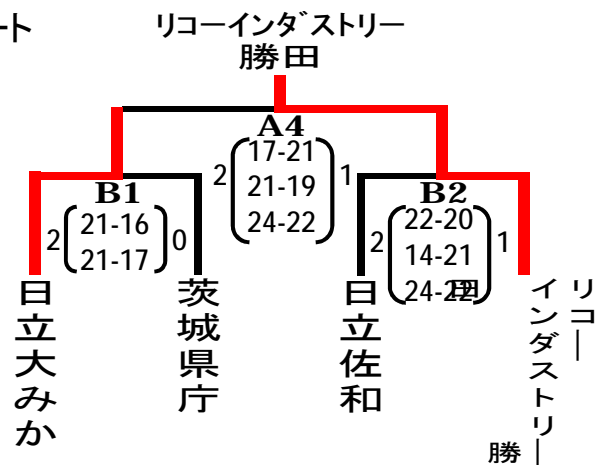 ート
リコーインダストリー
勝田
A4
2 17-21 1
21-19
24-22
B1
2 21-16 0
21-17
B2
2 22-20 1
14-21
24-22
日立大みか
茨城県庁
日立佐和
リコー
インダストリー
勝